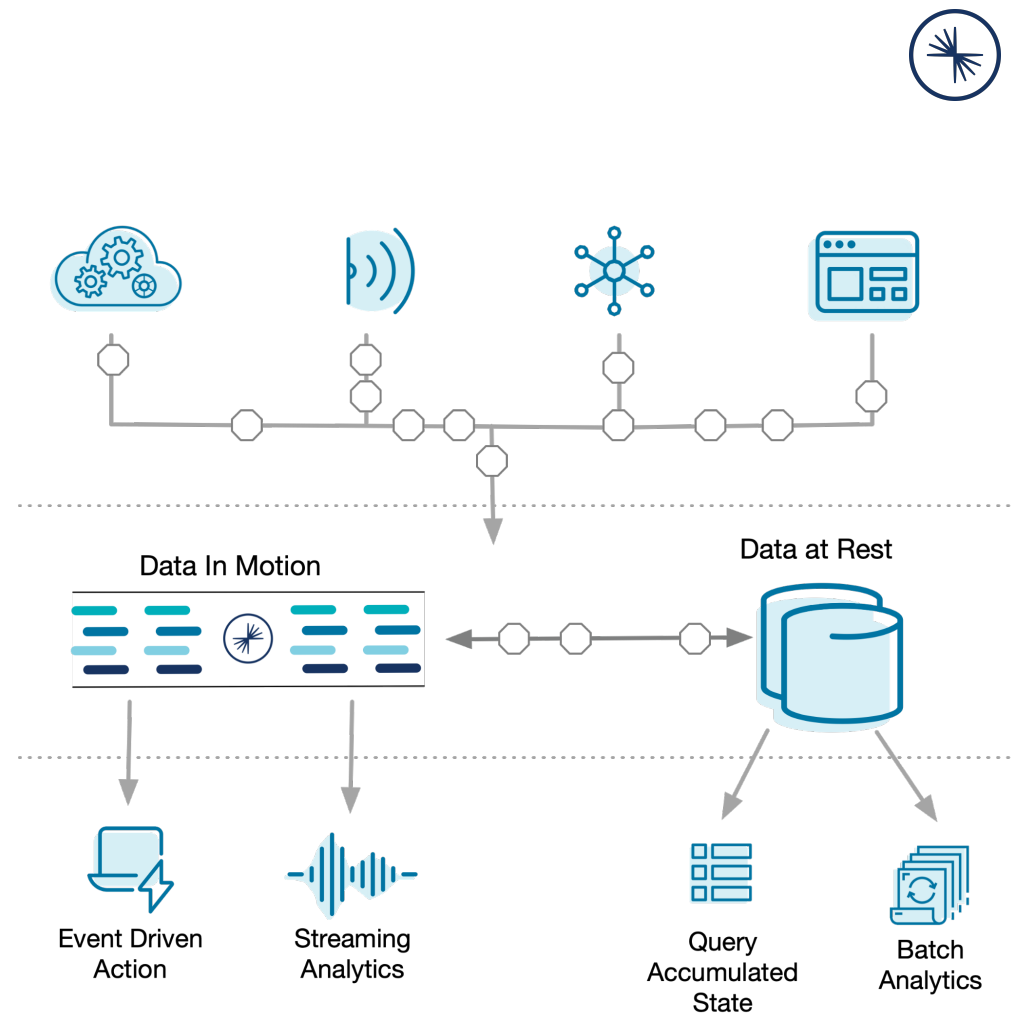 Data In Motion
Data at Rest
Event Driven
Action
Streaming
Analytics
Query
Accumulated
State
Batch
Analytics